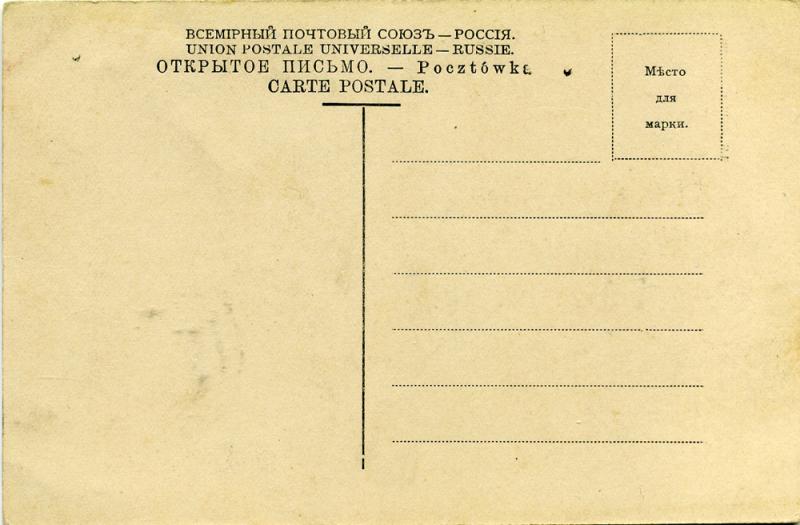 ВСЕМІРНЫЙ ПОЧТОВЫЙ СОЮЗЪ — РОССІЯ.
UNION POSTALE UNIVERSELLE — RUSSIE.
ОТКРЫТОЕ ПИСЬМО. — Pocztówka.
CARTE POSTALE.
Мѣсто
для
марки.